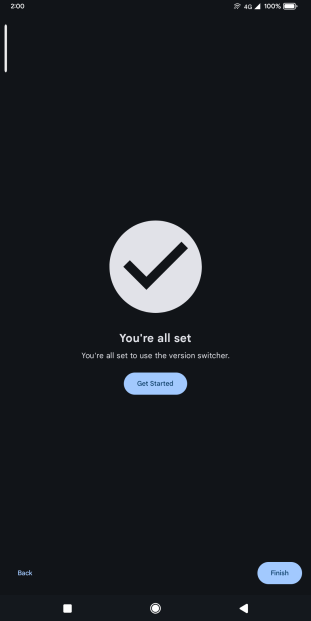 2:00
4G
100%
You're all set
You're all set to use the version switcher.
Get Started
Back
Finish